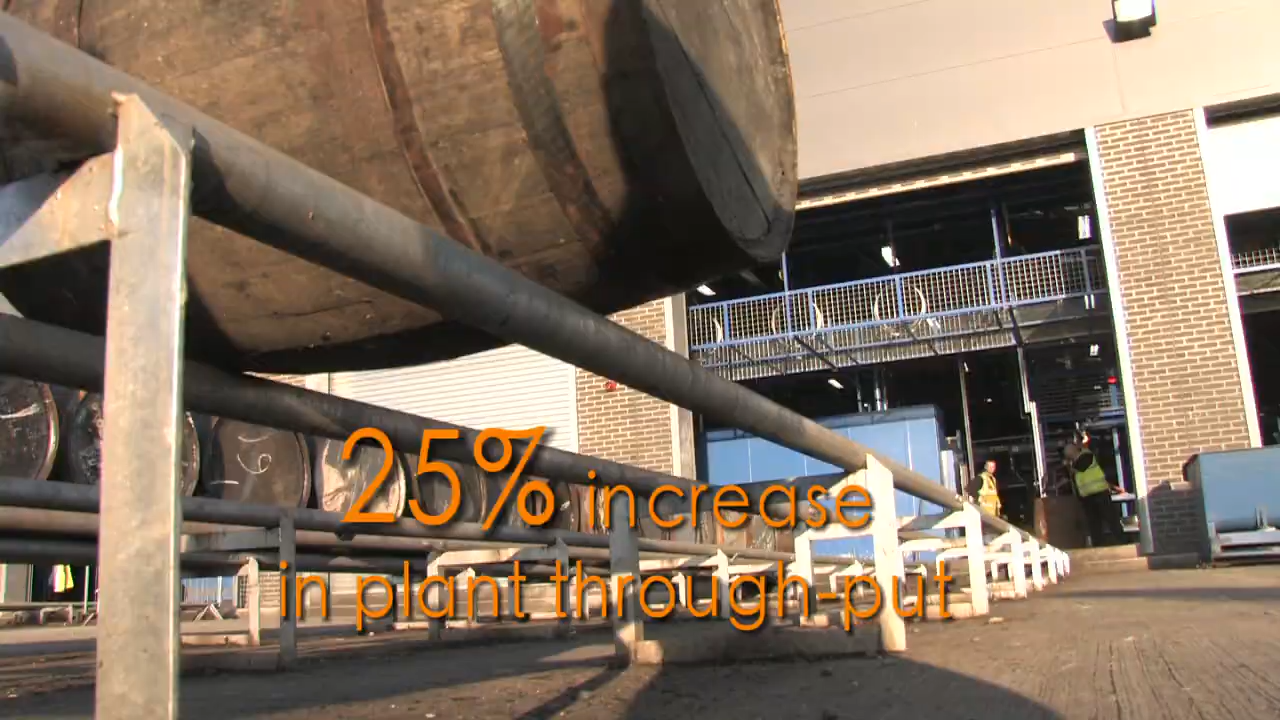 25% increase
in plant through-put